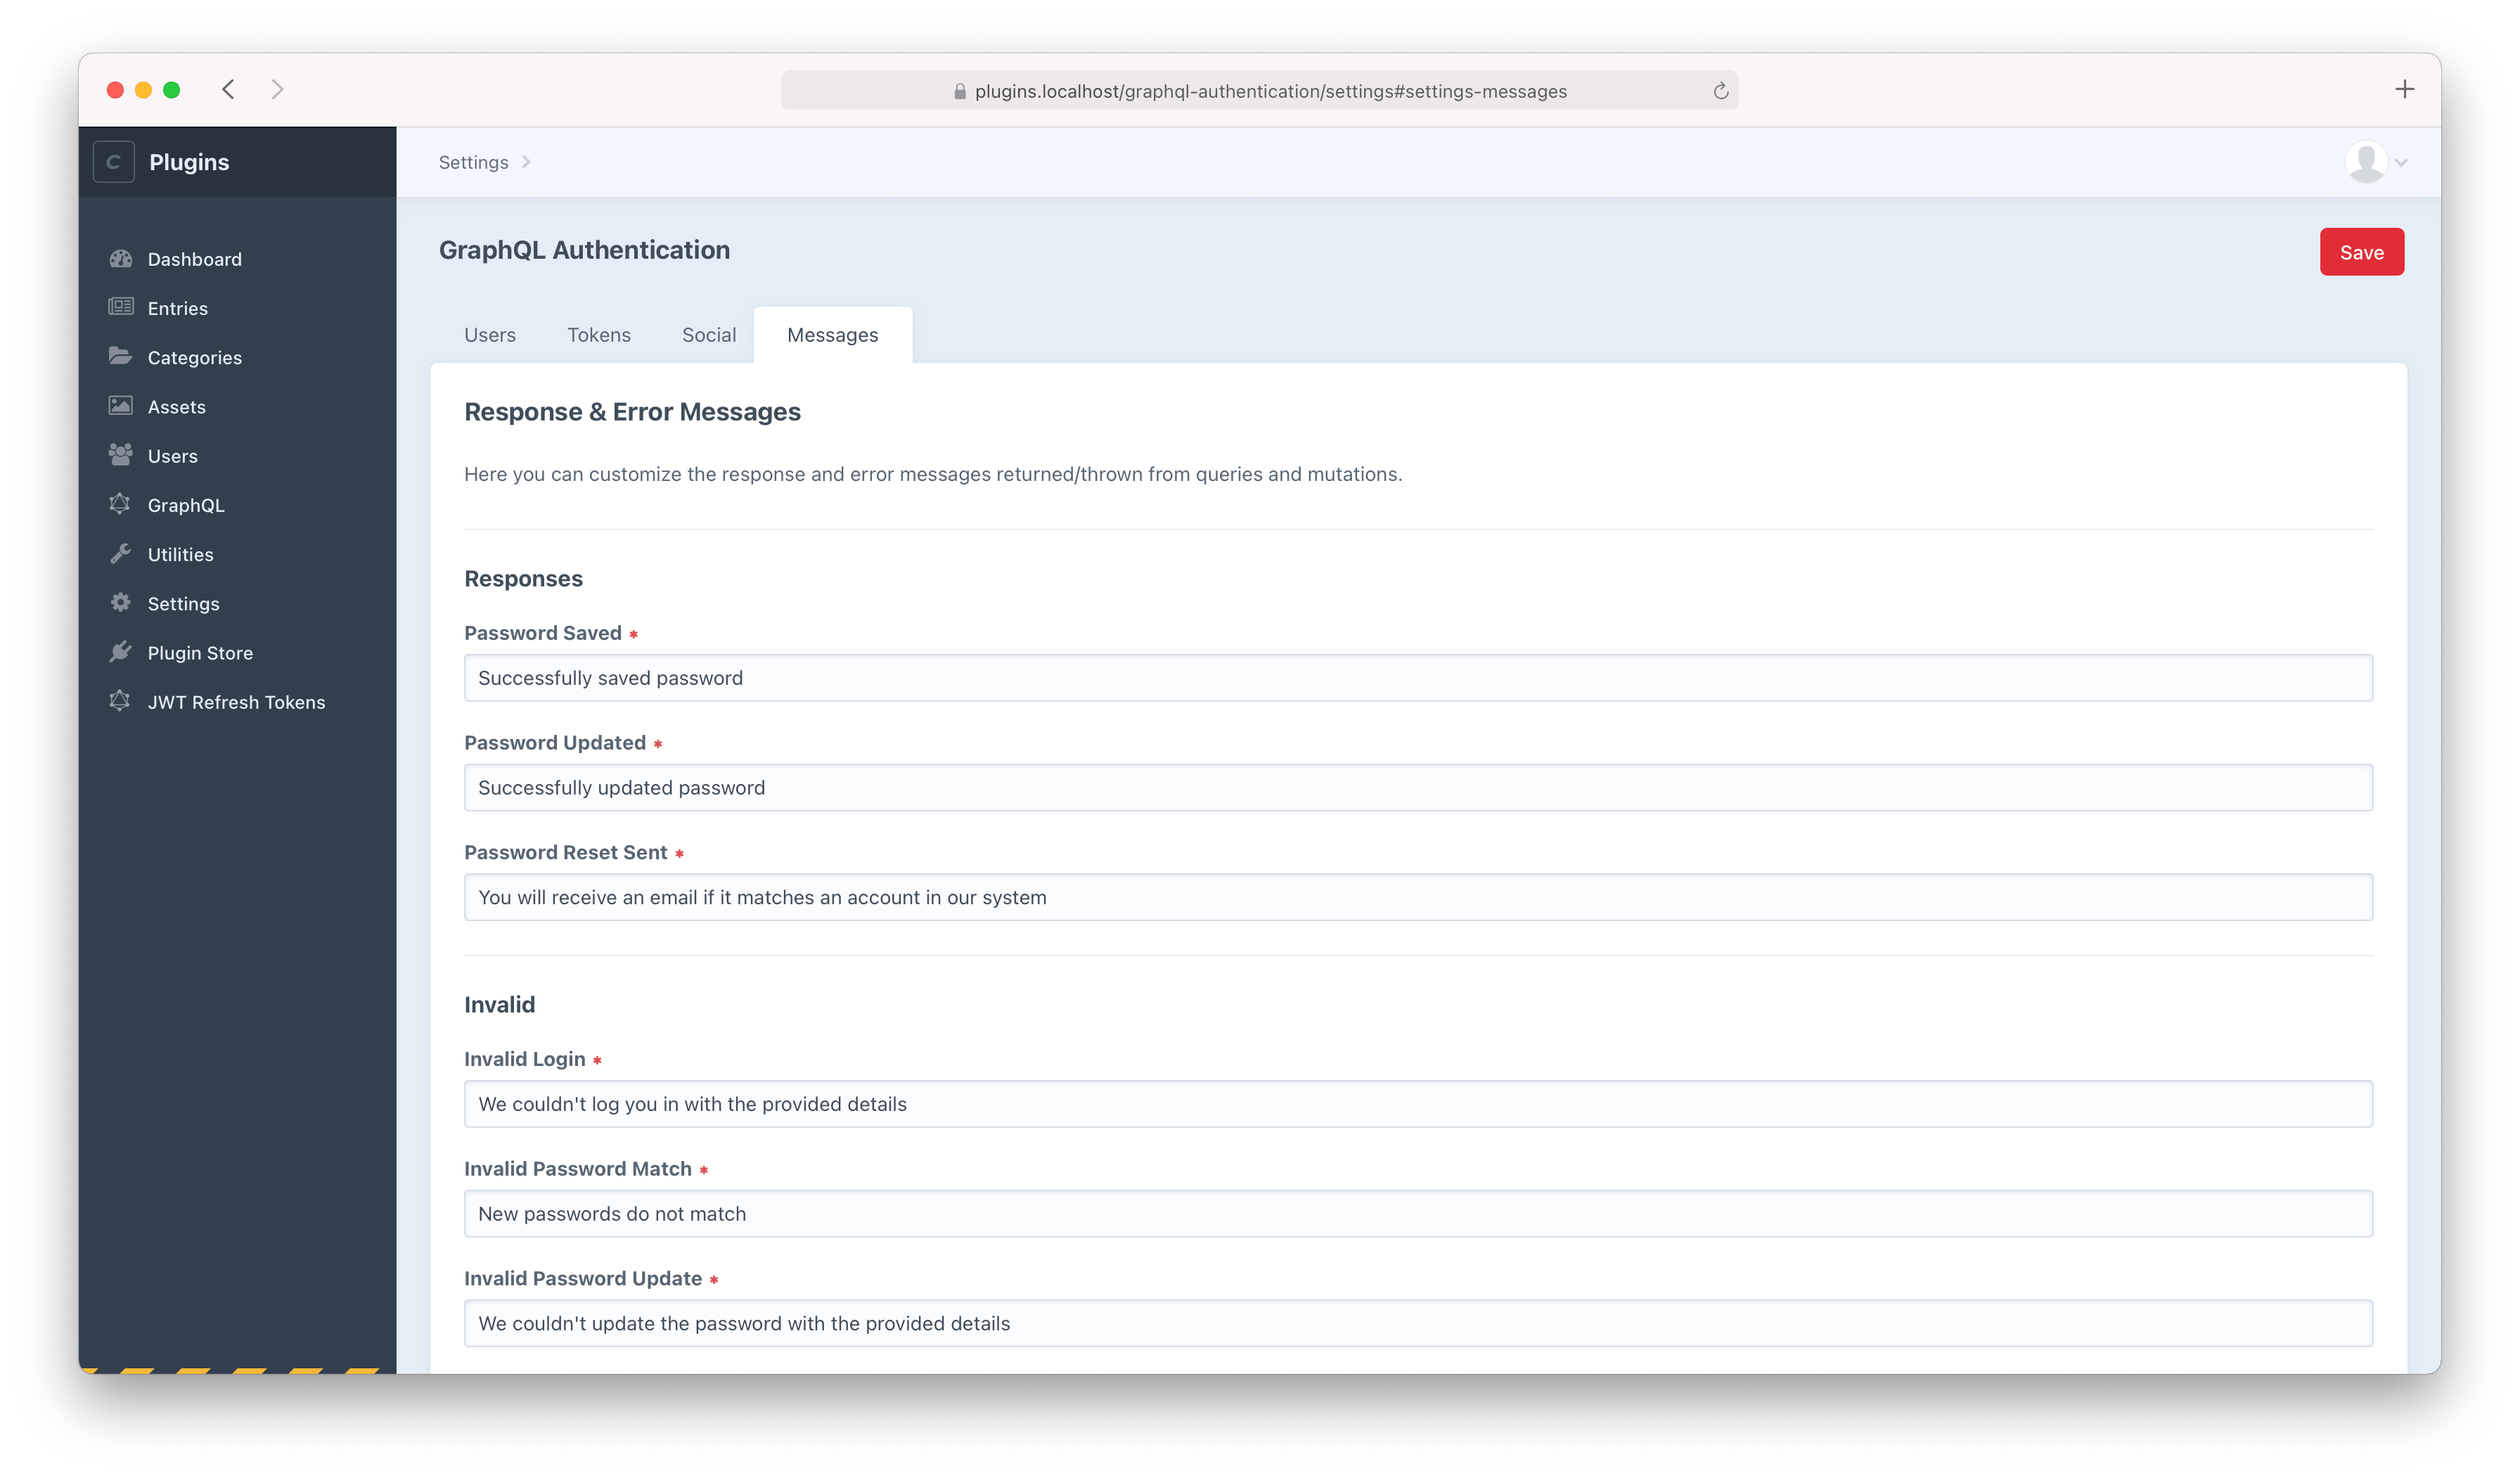 plugins.localhost/graphql-authentication/settings#settings-messages
C Plugins
Settings
Dashboard
Entries
Categories
Assets
Users
GraphQL
Utilities
Settings
Plugin Store
JWT Refresh Tokens
GraphQL Authentication
Save
Users Tokens Social Messages
Response & Error Messages
Here you can customize the response and error messages returned/thrown from queries and mutations.
Responses
Password Saved *
Successfully saved password
Password Updated *
Successfully updated password
Password Reset Sent *
You will receive an email if it matches an account in our system
Invalid
Invalid Login *
We couldn't log you in with the provided details
Invalid Password Match *
New passwords do not match
Invalid Password Update *
We couldn't update the password with the provided details